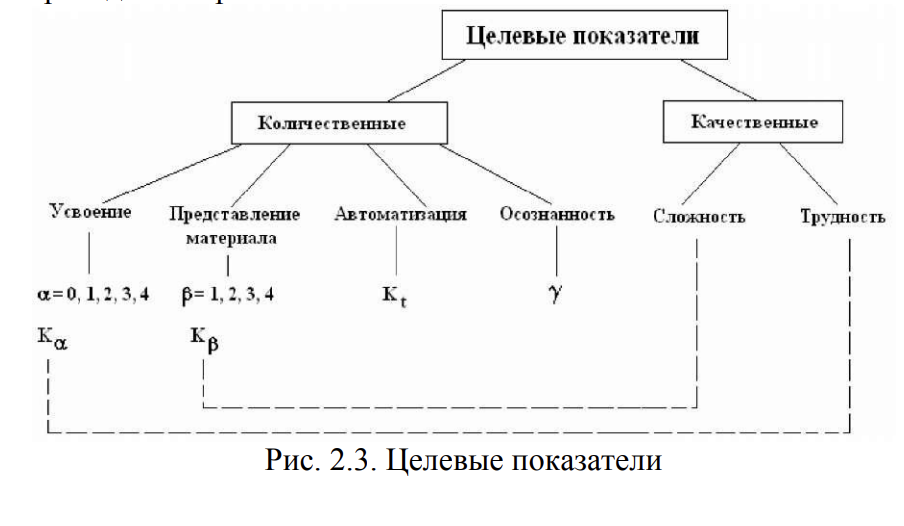 Целевые показатели
Количественные
Качественные
Усвоение
Представление
материала
Автоматизация
Осознанность
Сложность
Трудность
α= 0, 1, 2, 3, 4
β= 1, 2, 3, 4
Kt
γ
Kα
Kβ
Рис. 2.3. Целевые показатели